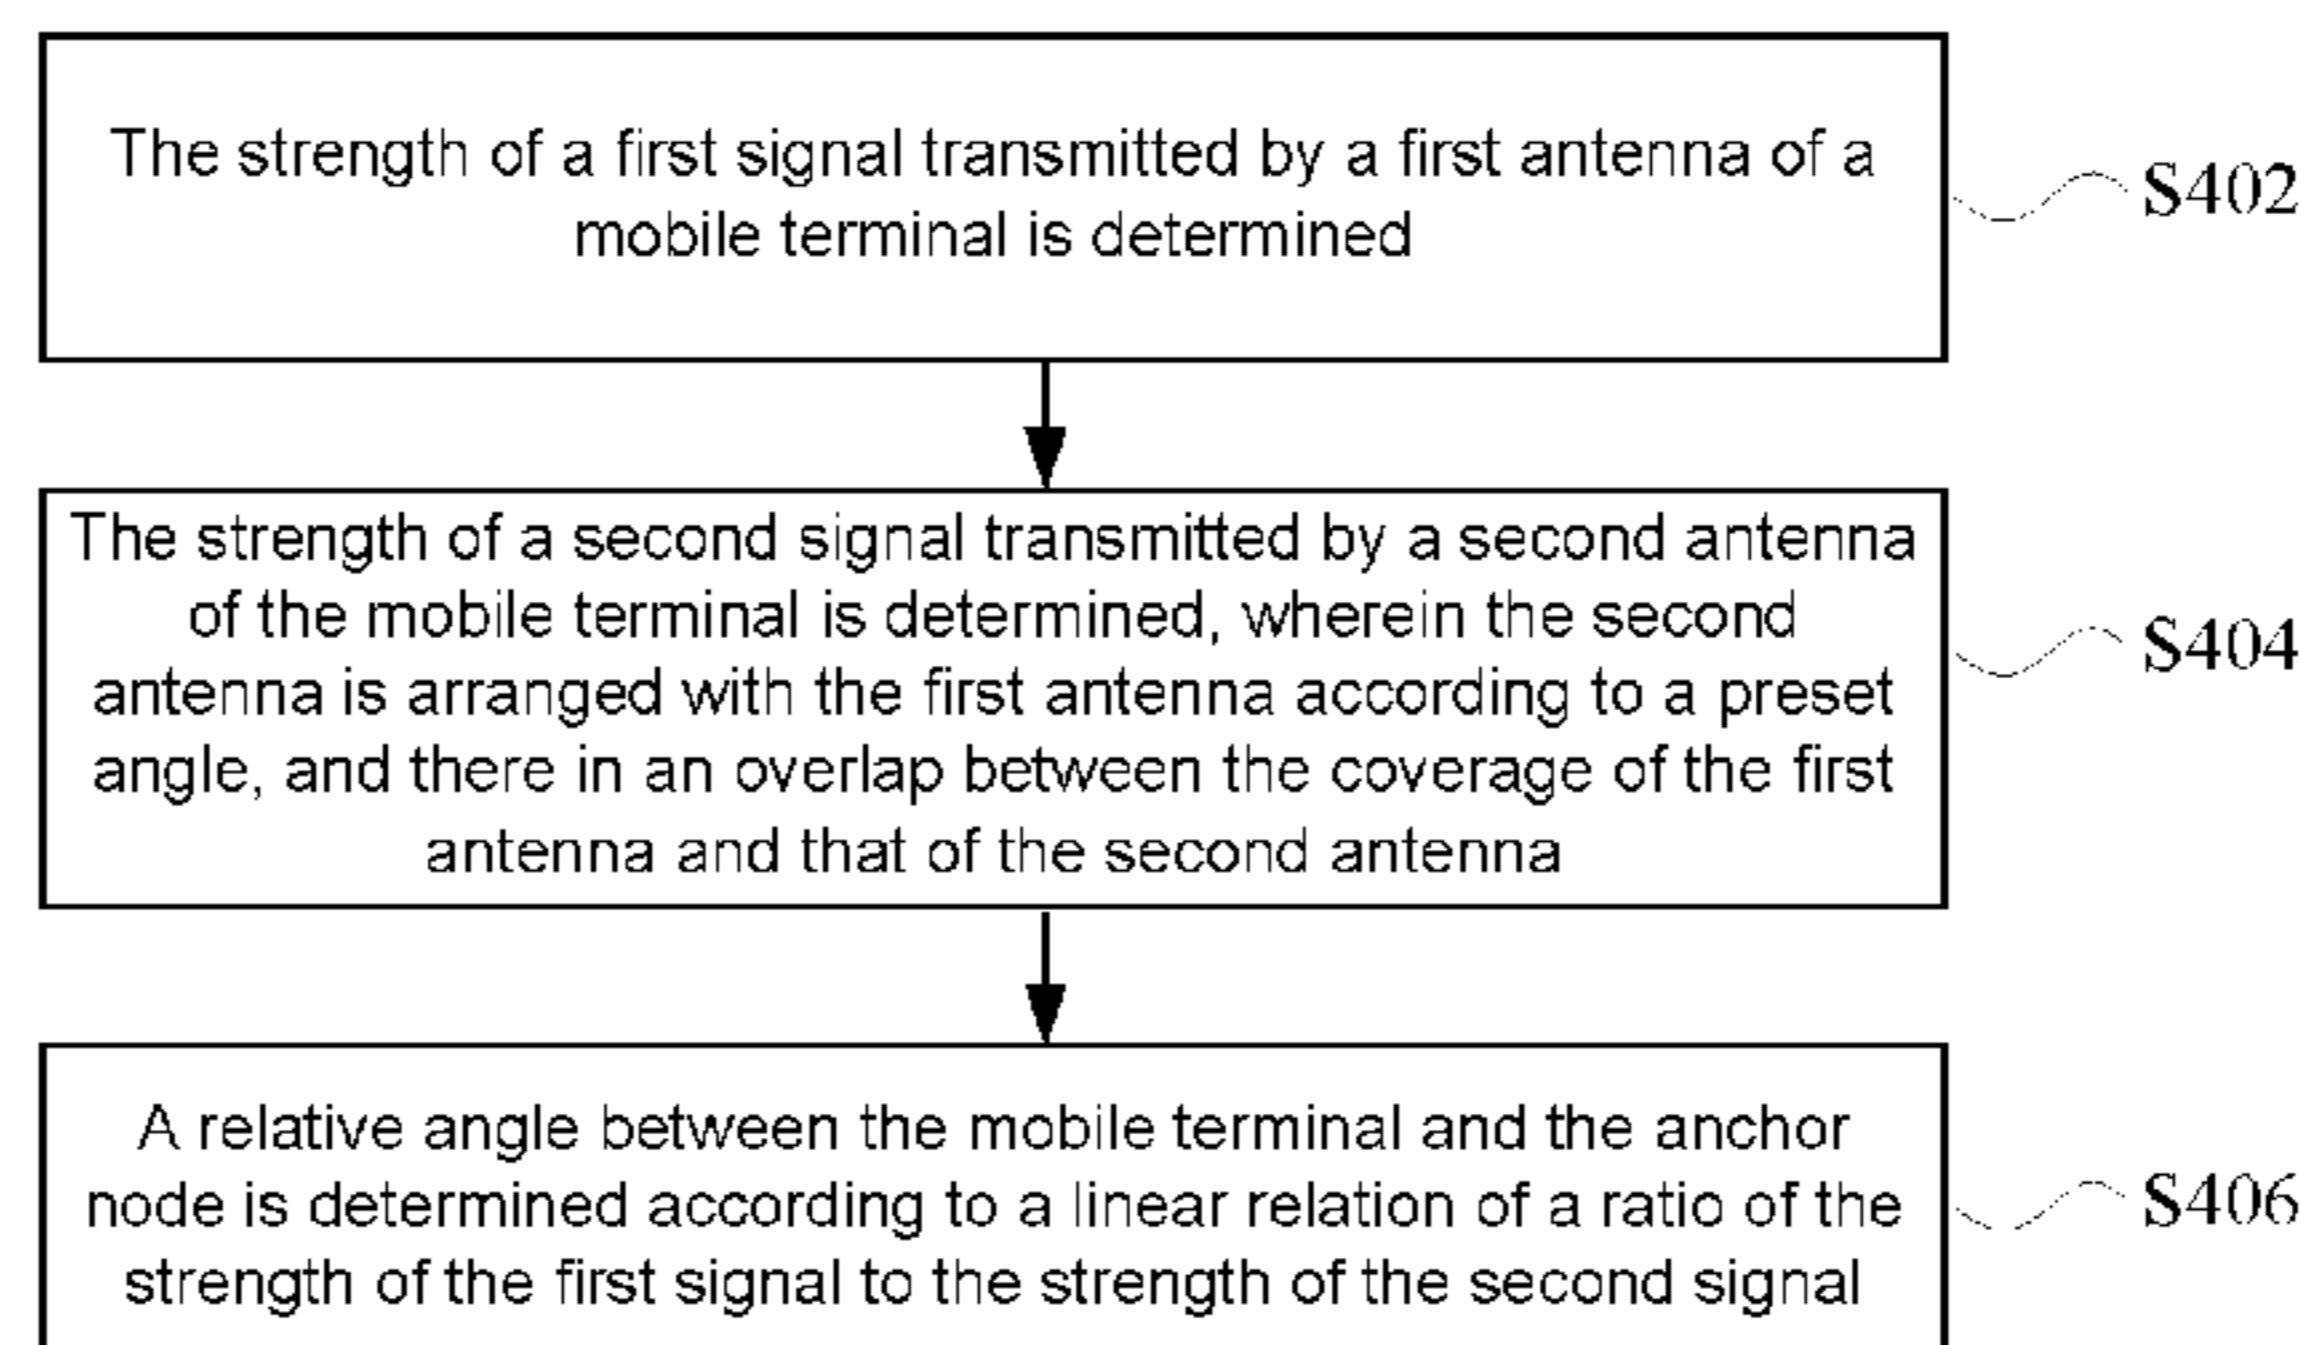 The strength of a first signal transmitted by a first antenna of a
mobile terminal is determined
S402
The strength of a second signal transmitted by a second antenna
of the mobile terminal is determined, wherein the second
antenna is arranged with the first antenna according to a preset
angle, and there in an overlap between the coverage of the first
antenna and that of the second antenna
S404
A relative angle between the mobile terminal and the anchor
node is determined according to a linear relation of a ratio of the
strength of the first signal to the strength of the second signal
S406